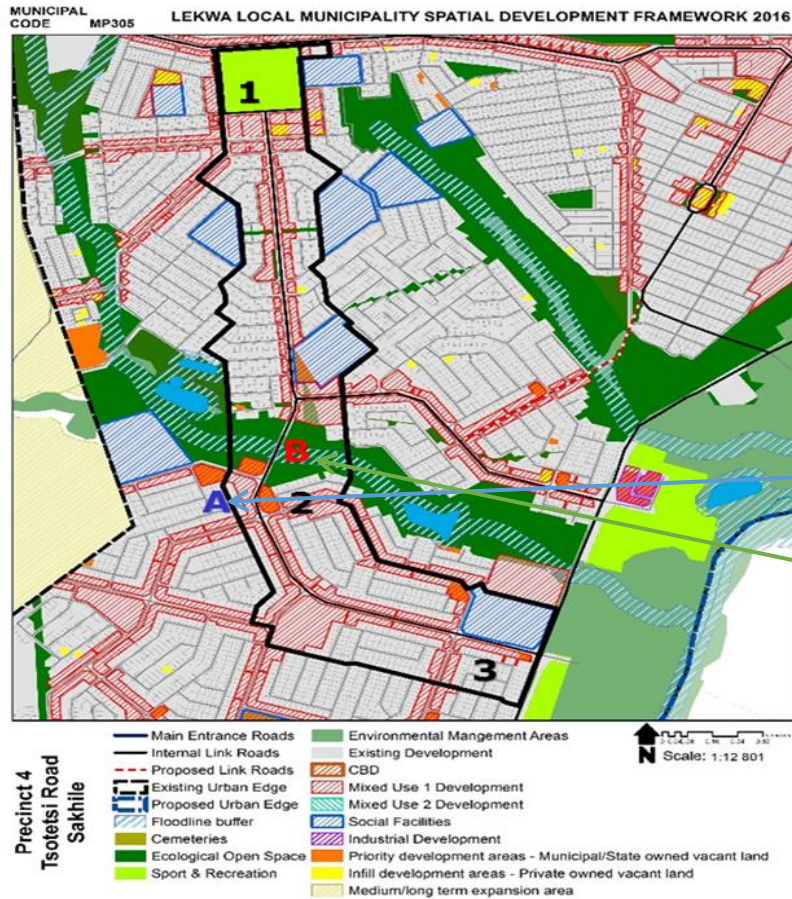 MUNICIPAL CODE MP305
LEKWA LOCAL MUNICIPALITY SPATIAL DEVELOPMENT FRAMEWORK 2016
1
B
A
2
3
Precinct 4
Tsotetsi Road
Sakhile
Main Entrance Roads
Internal Link Roads
Proposed Link Roads
Existing Urban Edge
Proposed Urban Edge
Floodline buffer
Cemeteries
Ecological Open Space
Sport & Recreation
Environmental Mangement Areas
Existing Development
CBD
Mixed Use 1 Development
Mixed Use 2 Development
Social Facilities
Industrial Development
Priority development areas - Municipal/State owned vacant land
Infill development areas - Private owned vacant land
Medium/long term expansion area
N Scale: 1:12 801